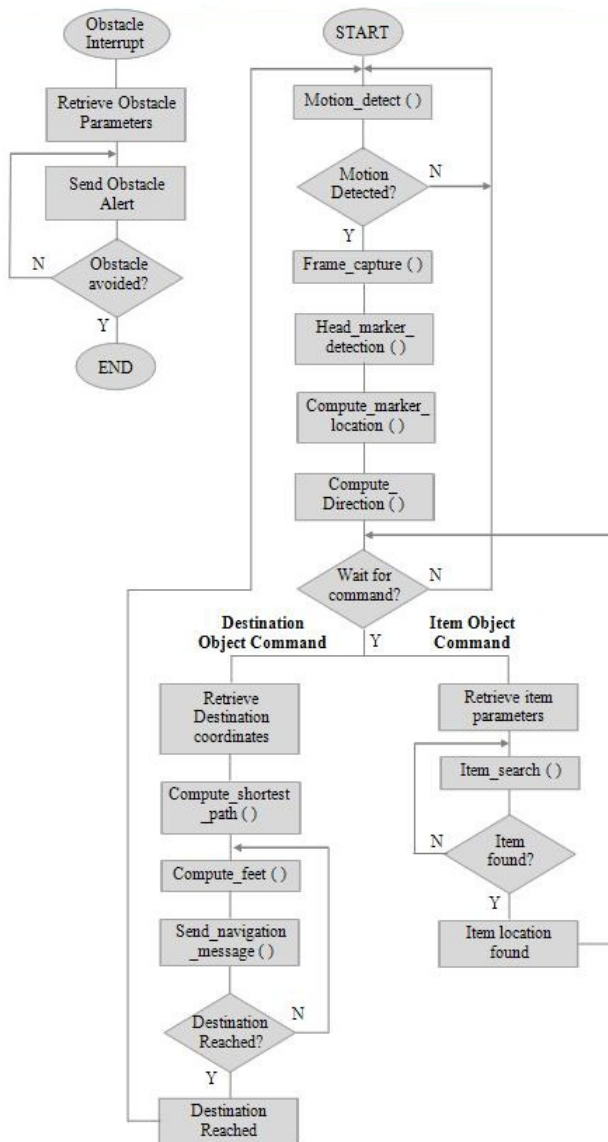 Obstacle
Interrupt
Retrieve Obstacle
Parameters
Send Obstacle
Alert
N
Obstacle
avoided?
Y
END
START
Motion_detect ( )
Motion
Detected?
N
Y
Frame_capture ( )
Head_marker_
detection ( )
Compute_marker_
location ( )
Compute_
Direction ( )
Wait for
command?
N
Y
Destination
Object Command
Item Object
Command
Retrieve
Destination
coordinates
Compute_shortest
_path ( )
Compute_feet ( )
Send_navigation
_message ( )
Destination
Reached?
N
Y
Destination
Reached
Retrieve item
parameters
Item_search ( )
N
Item
found?
Y
Item location
found